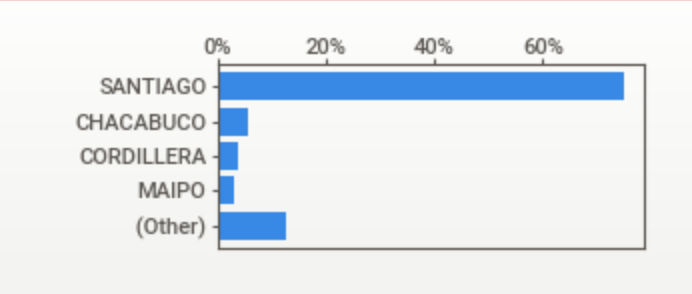 0% 20% 40% 60%
SANTIAGO
CHACABUCO
CORDILLERA
MAIPO
(Other)